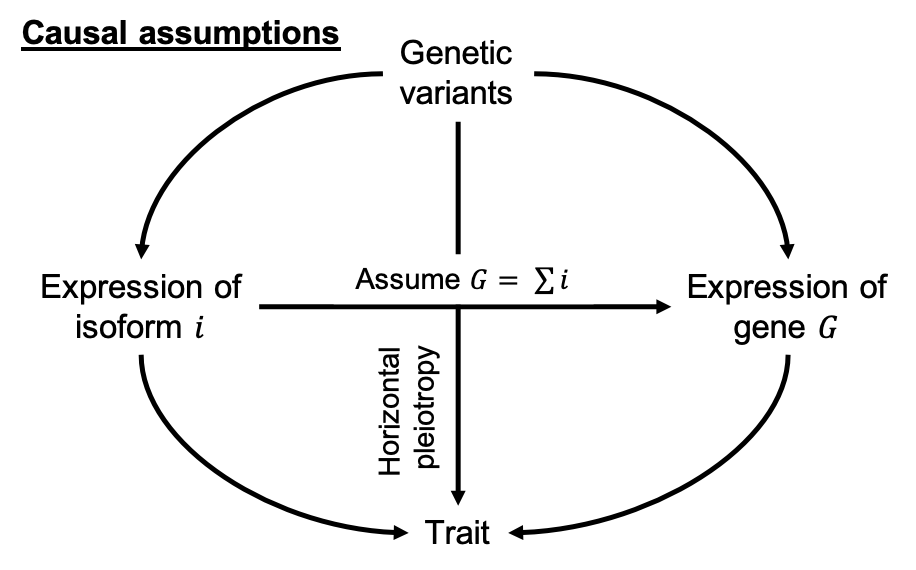 Causal assumptions
Genetic
variants
Expression of
isoform i
Assume G = ∑ i
Expression of
gene G
Horizontal
pleiotropy
Trait